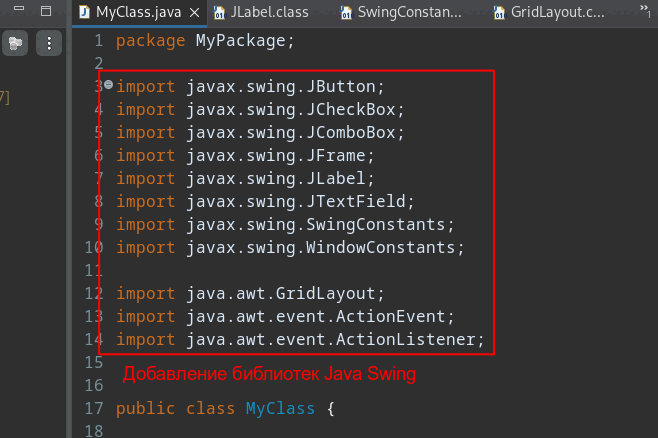 MyClass.java
JLabel.class
SwingConstan...
GridLayout.c...
»1
7]
1 package MyPackage;
2
3 import javax.swing.JButton;
4 import javax.swing.JCheckBox;
5 import javax.swing.JComboBox;
6 import javax.swing.JFrame;
7 import javax.swing.JLabel;
8 import javax.swing.JTextField;
9 import javax.swing.SwingConstants;
10 import javax.swing.WindowConstants;
11
12 import java.awt.GridLayout;
13 import java.awt.event.ActionEvent;
14 import java.awt.event.ActionListener;
15
Добавление библиотек Java Swing
16
17 public class MyClass {
18